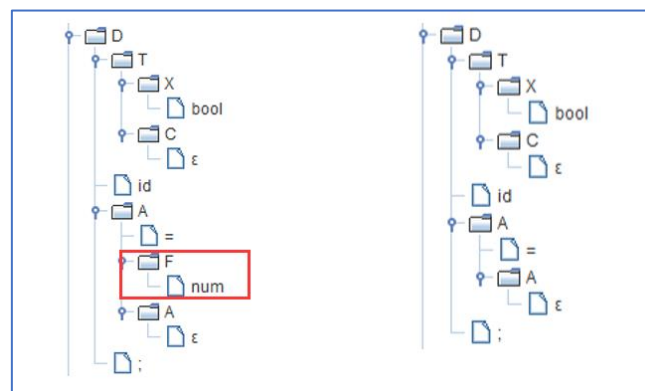 D
T
X
bool
C
ε
id
A
=
F
num
A
ε
;
D
T
X
bool
C
ε
id
A
=
A
ε
;